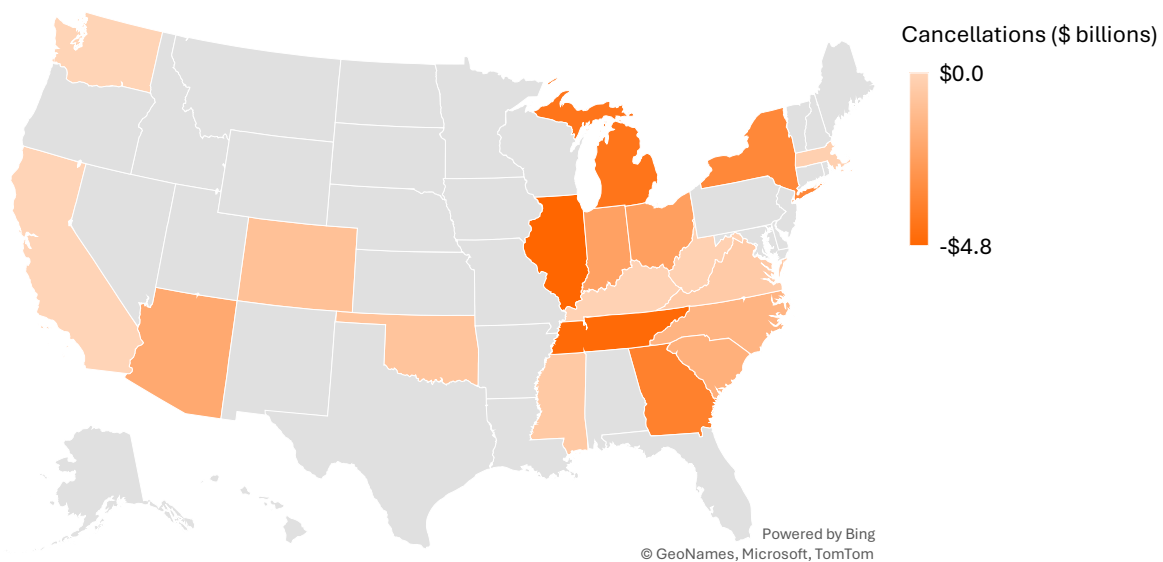 Cancellations ($ billions)
$0.0
-$4.8
Powered by Bing
© GeoNames, Microsoft, TomTom